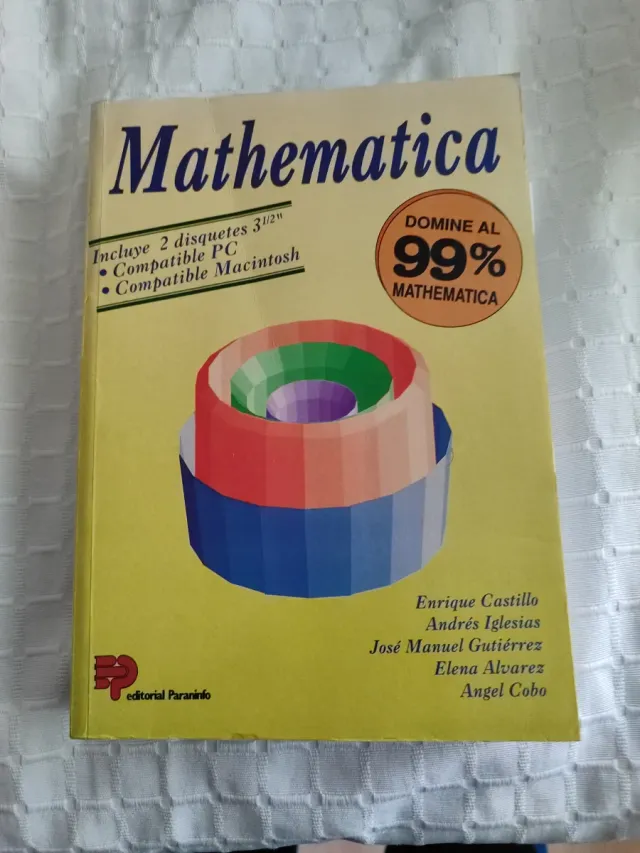 Mathematica
Incluye 2 disquetes 3 1/2"
• Compatible PC
• Compatible Macintosh
DOMINE AL
99%
MATHEMATICA
Enrique Castillo
Andrés Iglesias
José Manuel Gutiérrez
Elena Alvarez
Angel Cobo
editorial Paraninfo